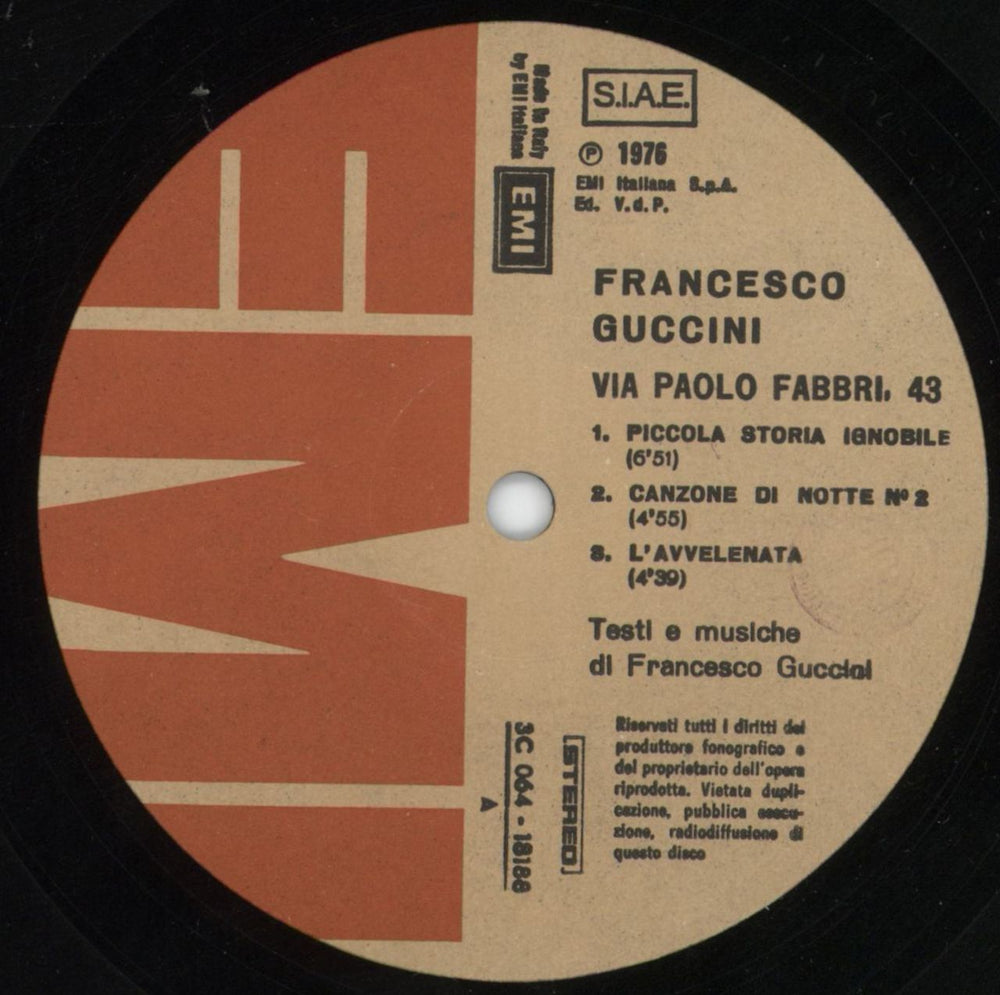 S.I.A.E.
Ⓟ 1976
EMI Italiana S.p.A.
Ed. V.d.P.
Made in Italy
by EMI Italiana
EMI
FRANCESCO
GUCCINI
VIA PAOLO FABBRI, 43
1. PICCOLA STORIA IGNOBILE
(6'51)
2. CANZONE DI NOTTE Nº 2
(4'55)
3. L'AVVELENATA
(4'39)
Testi e musiche
di Francesco Guccini
Riservati tutti i diritti del
produttore fonografico e
del proprietario dell'opera
riprodotta. Vietata dupli-
cazione, pubblica esecu-
zione, radiodiffusione di
questo disco
STEREO
3C 064 - 18186
A
EMI